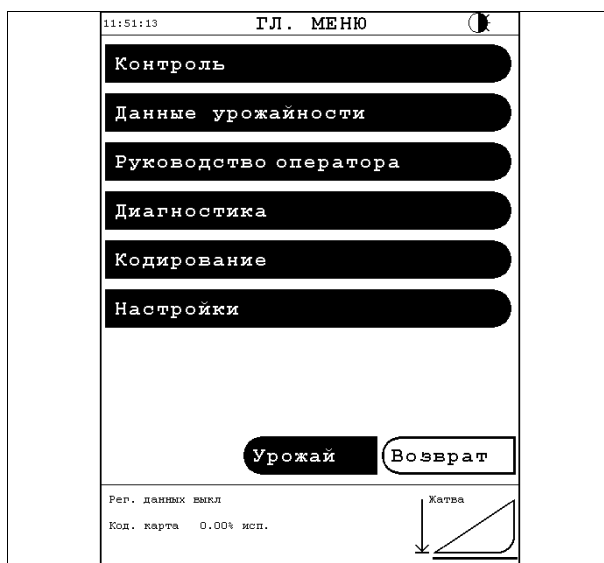 11:51:13 ГЛ. МЕНЮ
Контроль
Данные урожайности
Руководство оператора
Диагностика
Кодирование
Настройки
Урожай Возврат
Рег. данных выкл Жатва
Код. карта 0.00% исп.